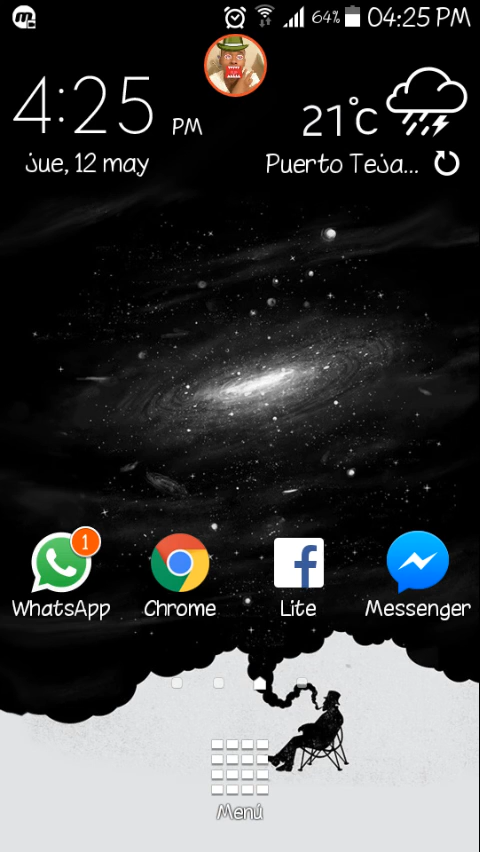 64% 04:25 PM
4:25 PM
21°C
jue, 12 may
Puerto Teja...
1
WhatsApp Chrome Lite Messenger
Menú